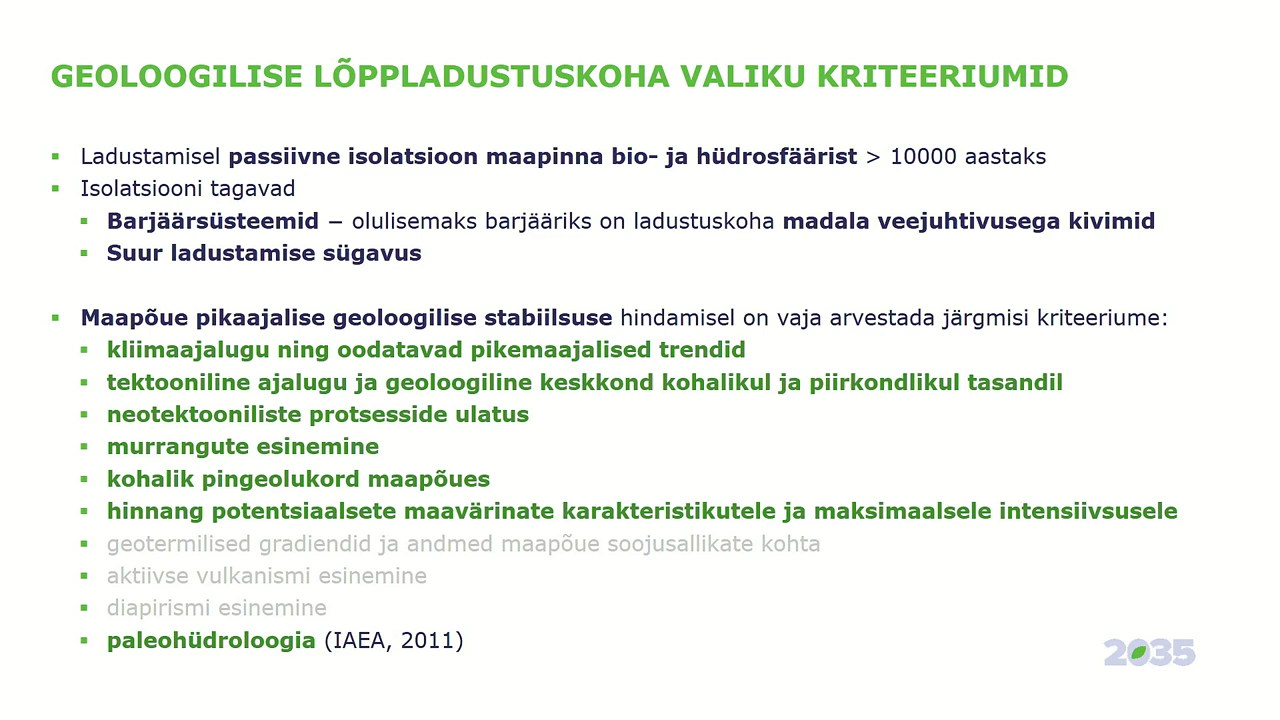 GEOLOOGILISE LÕPPLADUSTUSKOHA VALIKU KRITEERIUMID
▪ Ladustamisel passiivne isolatsioon maapinna bio- ja hüdrosfäärist > 10000 aastaks
▪ Isolatsiooni tagavad
▪ Barjäärsüsteemid – olulisemaks barjääriks on ladustuskoha madala veejuhtivusega kivimid
▪ Suur ladustamise sügavus
▪ Maapõue pikaajalise geoloogilise stabiilsuse hindamisel on vaja arvestada järgmisi kriteeriume:
▪ kliimaajalugu ning oodatavad pikemaajalised trendid
▪ tektooniline ajalugu ja geoloogiline keskkond kohalikul ja piirkondlikul tasandil
▪ neotektooniliste protsesside ulatus
▪ murrangute esinemine
▪ kohalik pingeolukord maapõues
▪ hinnang potentsiaalsete maavärinate karakteristikutele ja maksimaalsele intensiivsusele
▪ geotermilised gradiendid ja andmed maapõue soojusallikate kohta
▪ aktiivse vulkanismi esinemine
▪ diapirismi esinemine
▪ paleohüdroloogia (IAEA, 2011)
2035